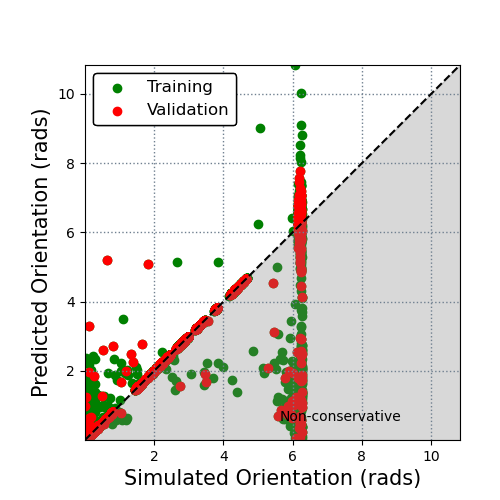 Training
Validation
Predicted Orientation (rads)
10
8
6
4
2
Non-conservative
2
4
6
8
10
Simulated Orientation (rads)